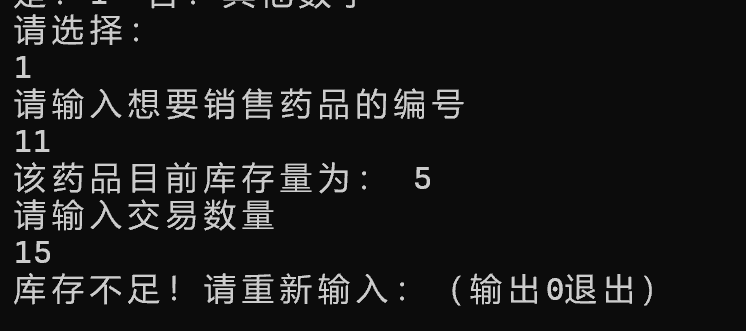 请选择：
1
请输入想要销售药品的编号
11
该药品目前库存量为： 5
请输入交易数量
15
库存不足！请重新输入：（输出0退出）